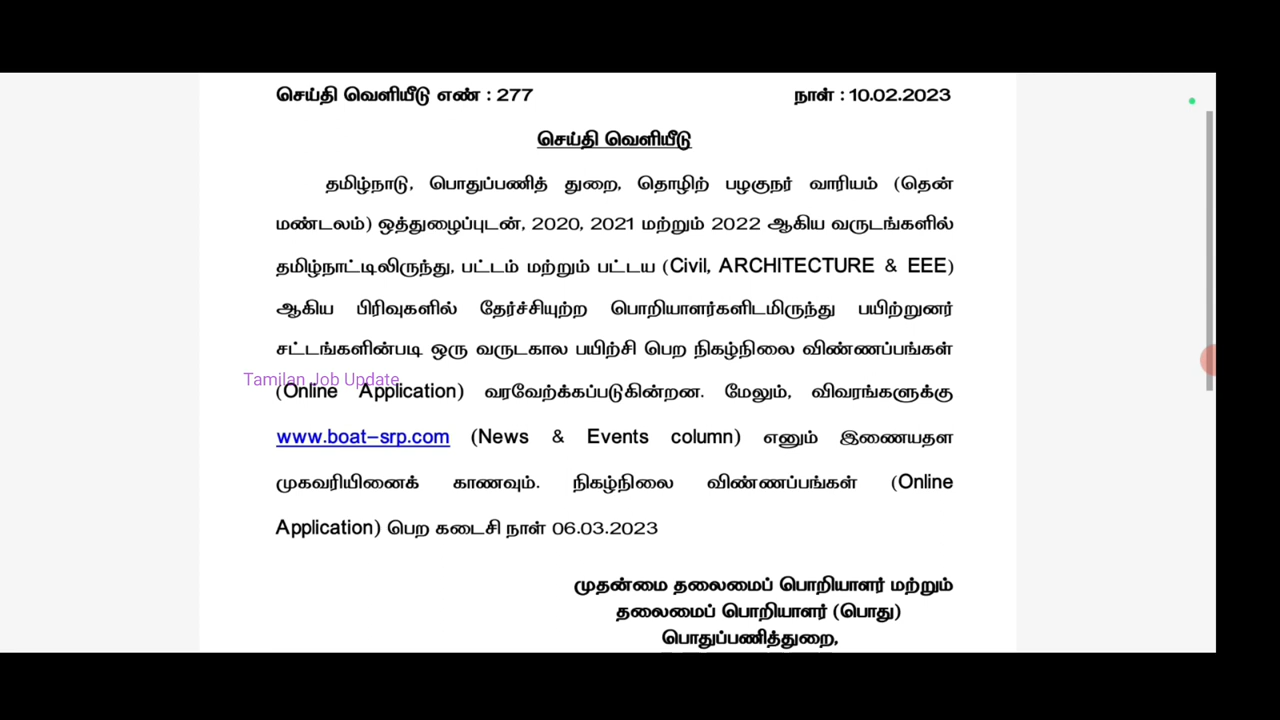 செய்தி வெளியீடு எண் : 277 நாள் : 10.02.2023
செய்தி வெளியீடு
தமிழ்நாடு, பொதுப்பணித் துறை, தொழிற் பழகுநர் வாரியம் (தென்
மண்டலம்) ஒத்துழைப்புடன், 2020, 2021 மற்றும் 2022 ஆகிய வருடங்களில்
தமிழ்நாட்டிலிருந்து, பட்டம் மற்றும் பட்டய (Civil, ARCHITECTURE & EEE)
ஆகிய பிரிவுகளில் தேர்ச்சியுற்ற பொறியாளர்களிடமிருந்து பயிற்றுனர்
சட்டங்களின்படி ஒரு வருடகால பயிற்சி பெற நிகழ்நிலை விண்ணப்பங்கள்
Tamilan Job Update
(Online Application) வரவேற்க்கப்படுகின்றன. மேலும், விவரங்களுக்கு
www.boat-srp.com (News & Events column) எனும் இணையதள
முகவரியினைக் காணவும். நிகழ்நிலை விண்ணப்பங்கள் (Online
Application) பெற கடைசி நாள் 06.03.2023
முதன்மை தலைமைப் பொறியாளர் மற்றும்
தலைமைப் பொறியாளர் (பொது)
பொதுப்பணித்துறை,